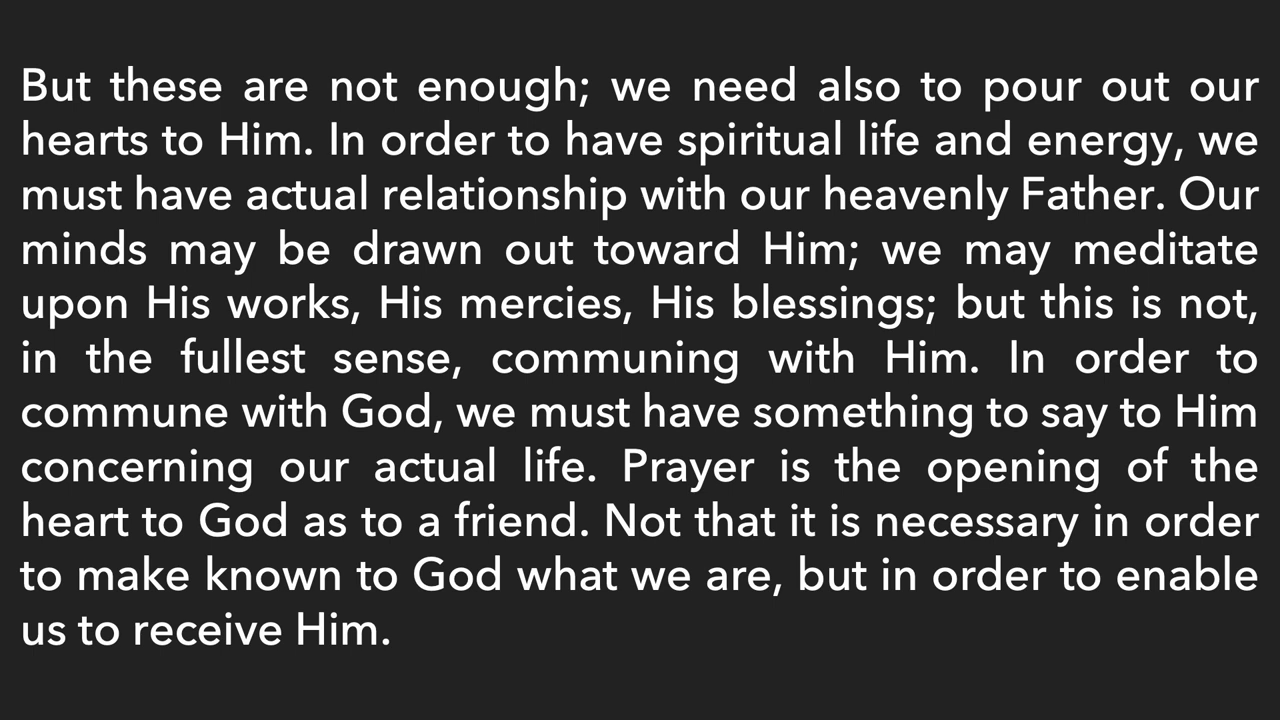 But these are not enough; we need also to pour out our
hearts to Him. In order to have spiritual life and energy, we
must have actual relationship with our heavenly Father. Our
minds may be drawn out toward Him; we may meditate
upon His works, His mercies, His blessings; but this is not,
in the fullest sense, communing with Him. In order to
commune with God, we must have something to say to Him
concerning our actual life. Prayer is the opening of the
heart to God as to a friend. Not that it is necessary in order
to make known to God what we are, but in order to enable
us to receive Him.